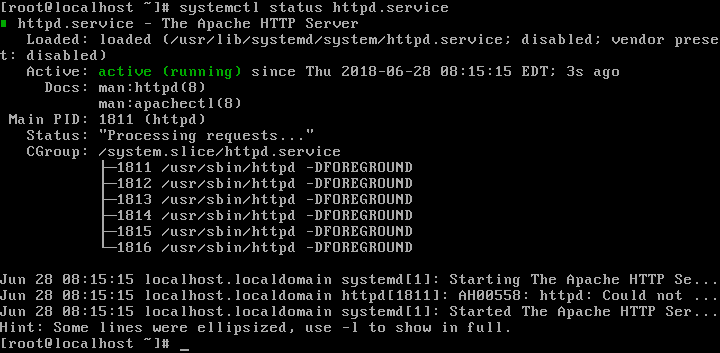 [root@localhost ~]# systemctl status httpd.service
● httpd.service - The Apache HTTP Server
Loaded: loaded (/usr/lib/systemd/system/httpd.service; disabled; vendor prese
t: disabled)
Active: active (running) since Thu 2018-06-28 08:15:15 EDT; 3s ago
Docs: man:httpd(8)
man:apachectl(8)
Main PID: 1811 (httpd)
Status: "Processing requests..."
CGroup: /system.slice/httpd.service
├─1811 /usr/sbin/httpd -DFOREGROUND
├─1812 /usr/sbin/httpd -DFOREGROUND
├─1813 /usr/sbin/httpd -DFOREGROUND
├─1814 /usr/sbin/httpd -DFOREGROUND
├─1815 /usr/sbin/httpd -DFOREGROUND
└─1816 /usr/sbin/httpd -DFOREGROUND
Jun 28 08:15:15 localhost.localdomain systemd[1]: Starting The Apache HTTP Se...
Jun 28 08:15:15 localhost.localdomain httpd[1811]: AH00558: httpd: Could not ...
Jun 28 08:15:15 localhost.localdomain systemd[1]: Started The Apache HTTP Ser...
Hint: Some lines were ellipsized, use -l to show in full.
[root@localhost ~]# _